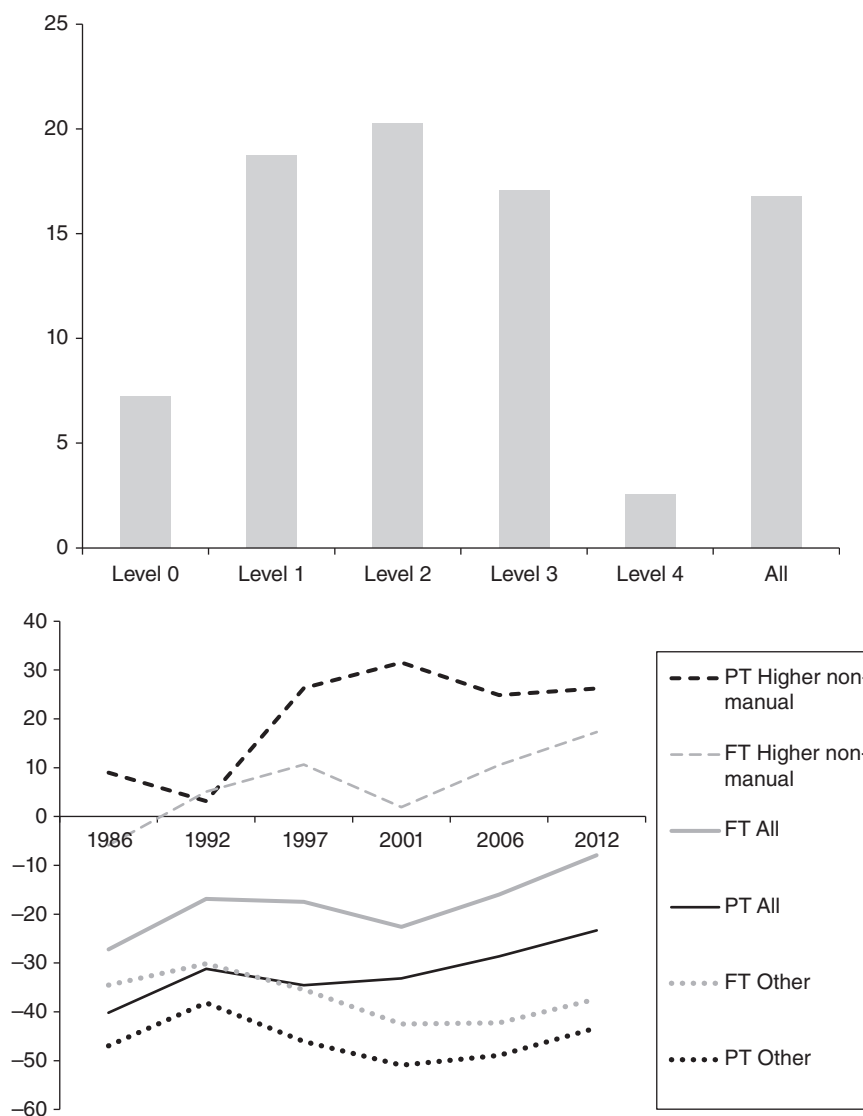 25
20
15
10
5
0
Level 0 Level 1 Level 2 Level 3 Level 4 All
40
30
20
10
0
1986 1992 1997 2001 2006 2012
–10
–20
–30
–40
–50
–60
PT Higher non-
manual
FT Higher non-
manual
FT All
PT All
FT Other
PT Other